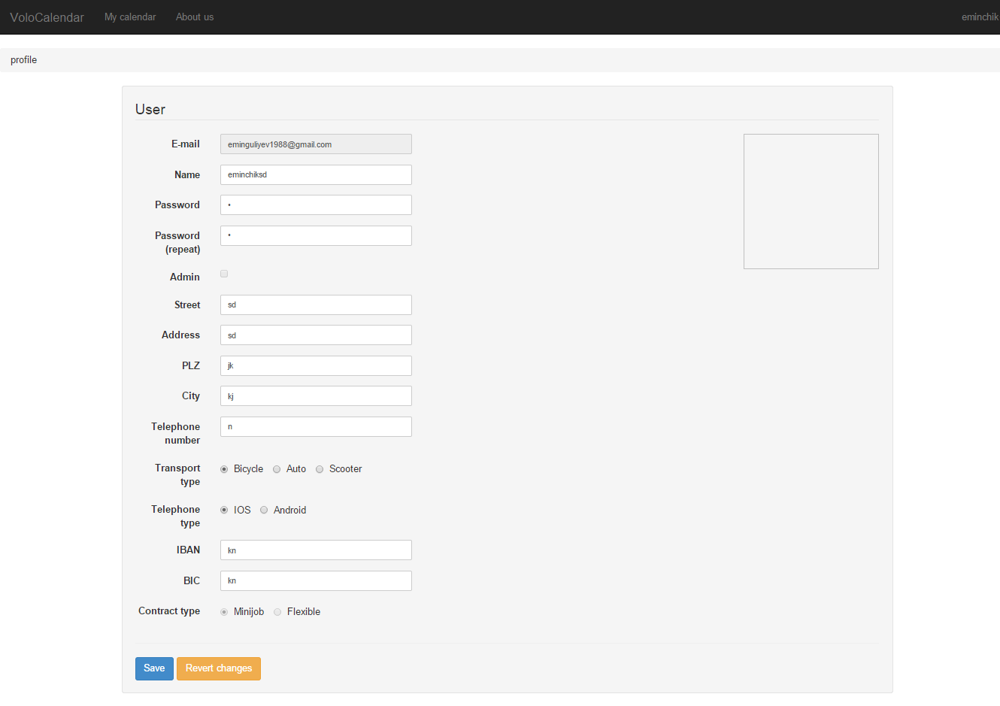 VoloCalendar My calendar About us eminchik
profile
User
E-mail eminguliyev1988@gmail.com
Name eminchiksd
Password •
Password
(repeat) •
Admin
Street sd
Address sd
PLZ jk
City kj
Telephone
number n
Transport
type Bicycle Auto Scooter
Telephone
type IOS Android
IBAN kn
BIC kn
Contract type Minijob Flexible
Save Revert changes